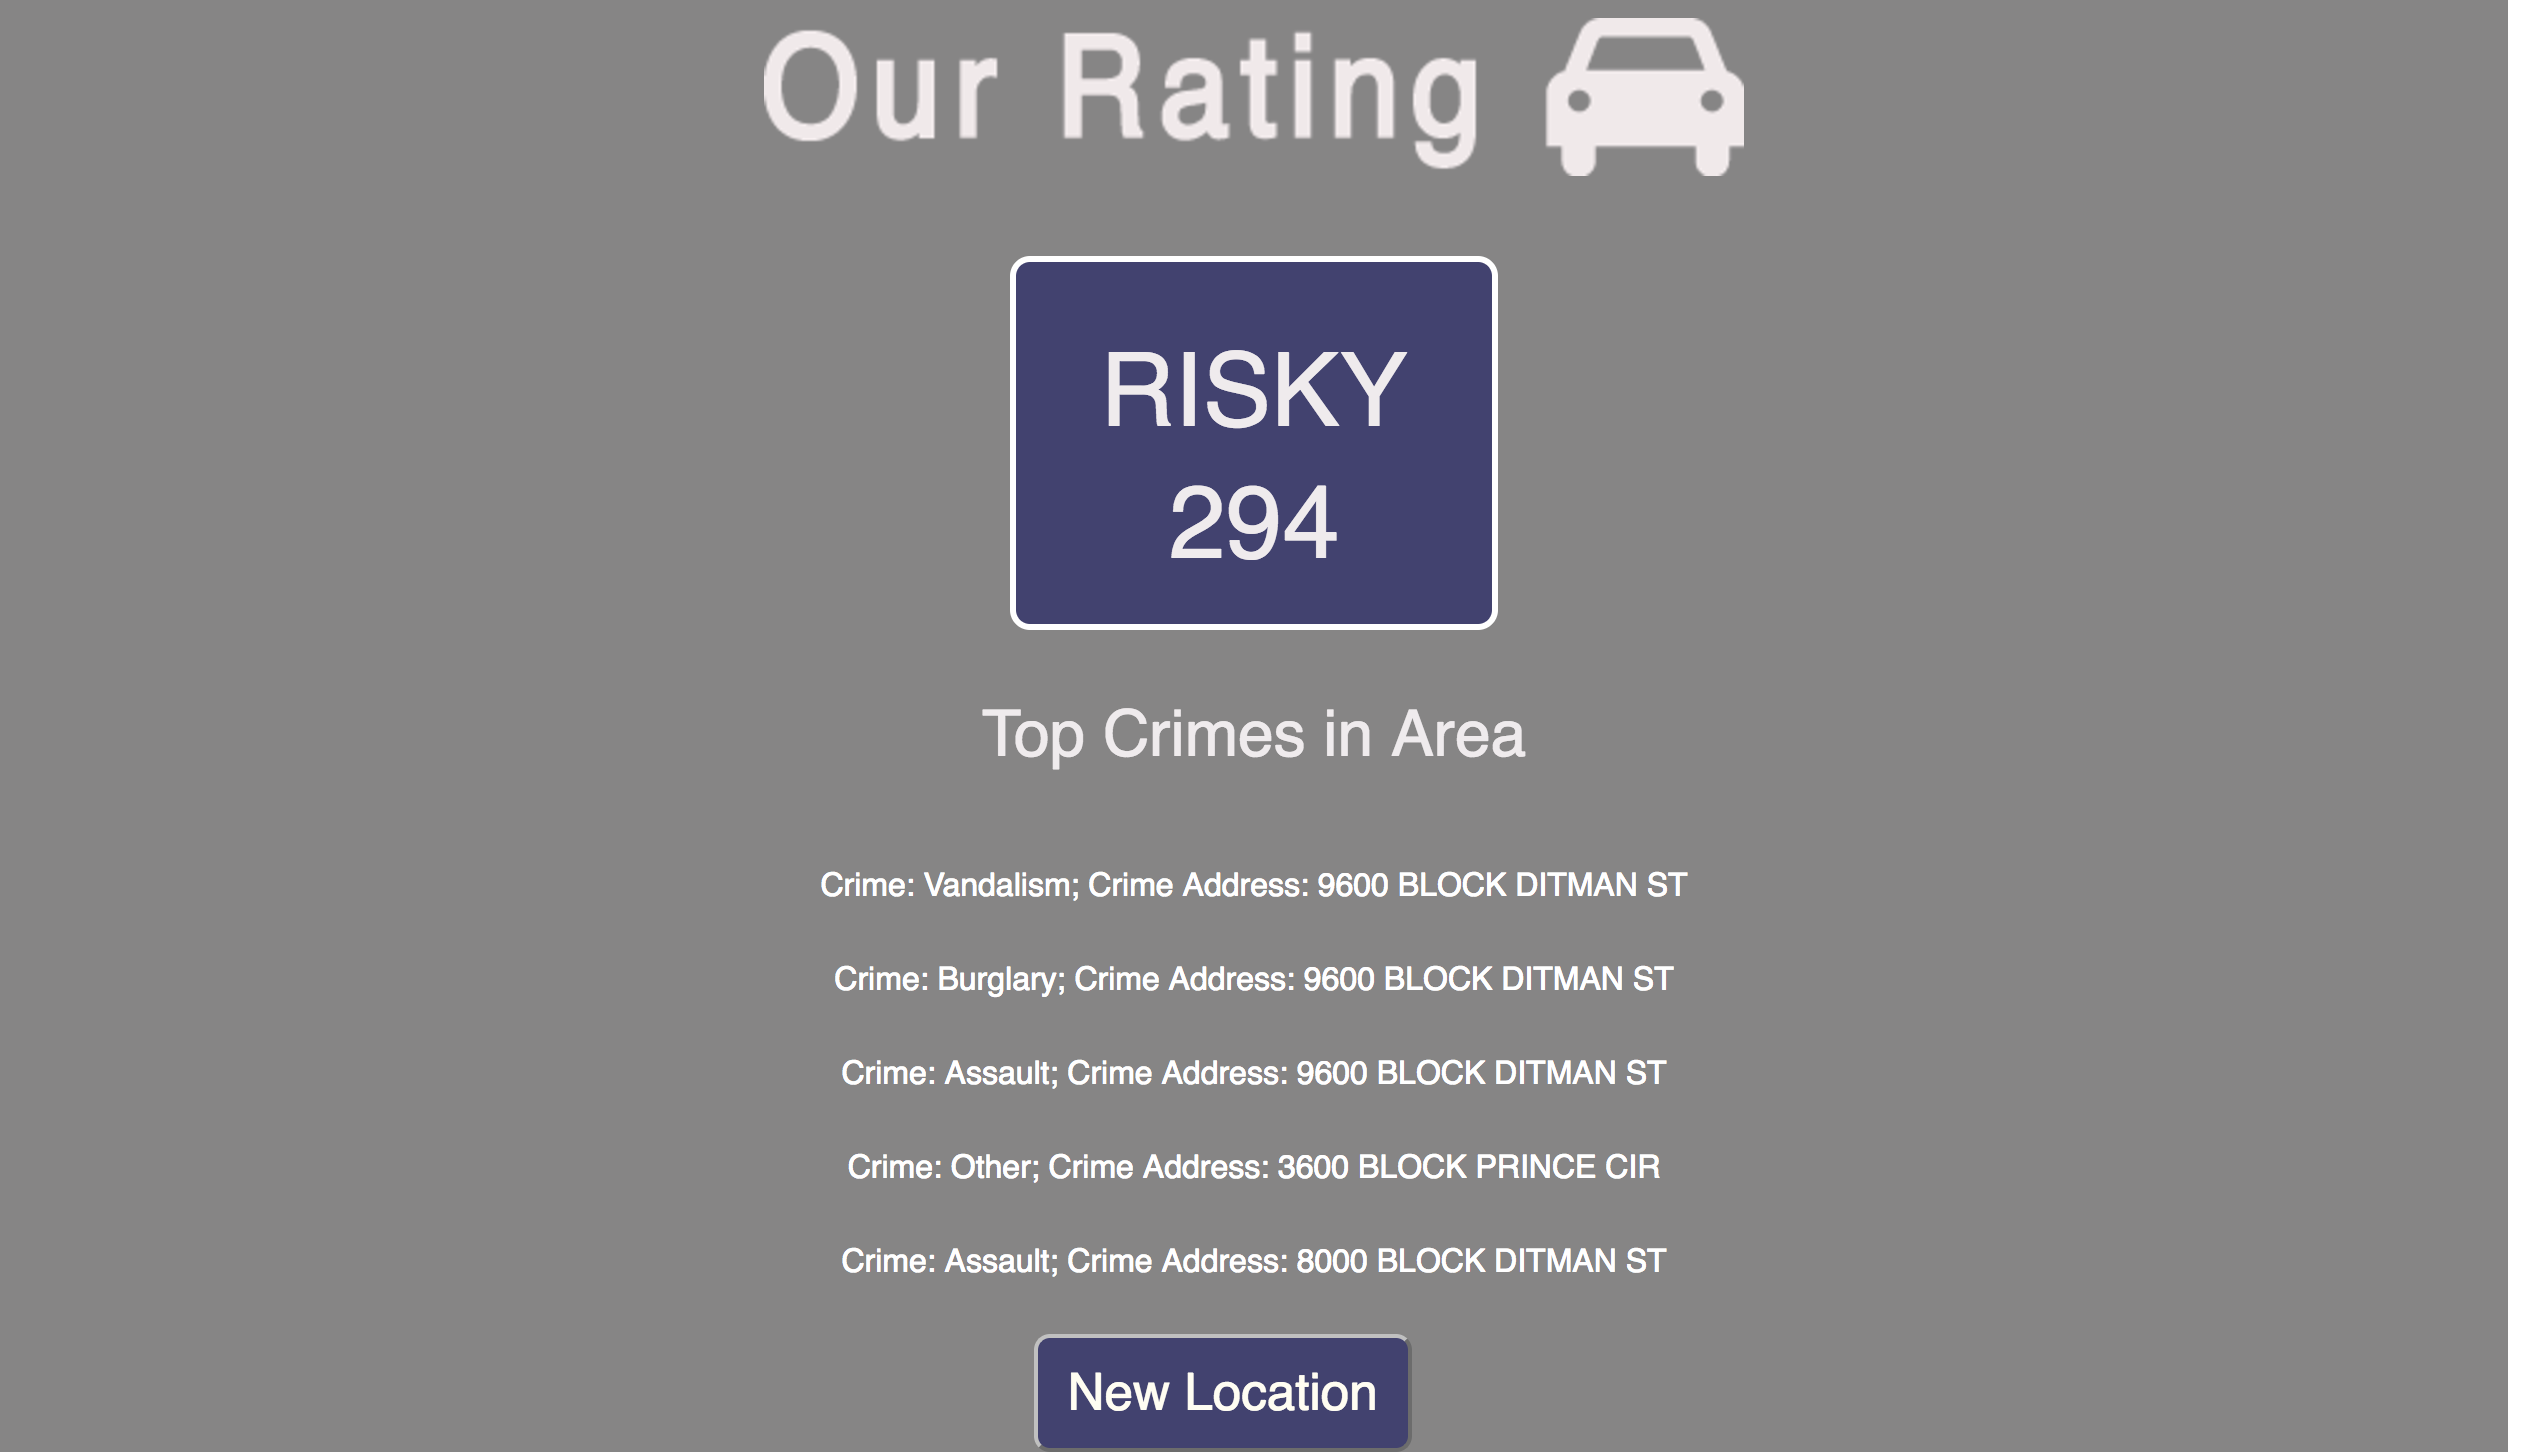 Our Rating
RISKY
294
Top Crimes in Area
Crime: Vandalism; Crime Address: 9600 BLOCK DITMAN ST
Crime: Burglary; Crime Address: 9600 BLOCK DITMAN ST
Crime: Assault; Crime Address: 9600 BLOCK DITMAN ST
Crime: Other; Crime Address: 3600 BLOCK PRINCE CIR
Crime: Assault; Crime Address: 8000 BLOCK DITMAN ST
New Location